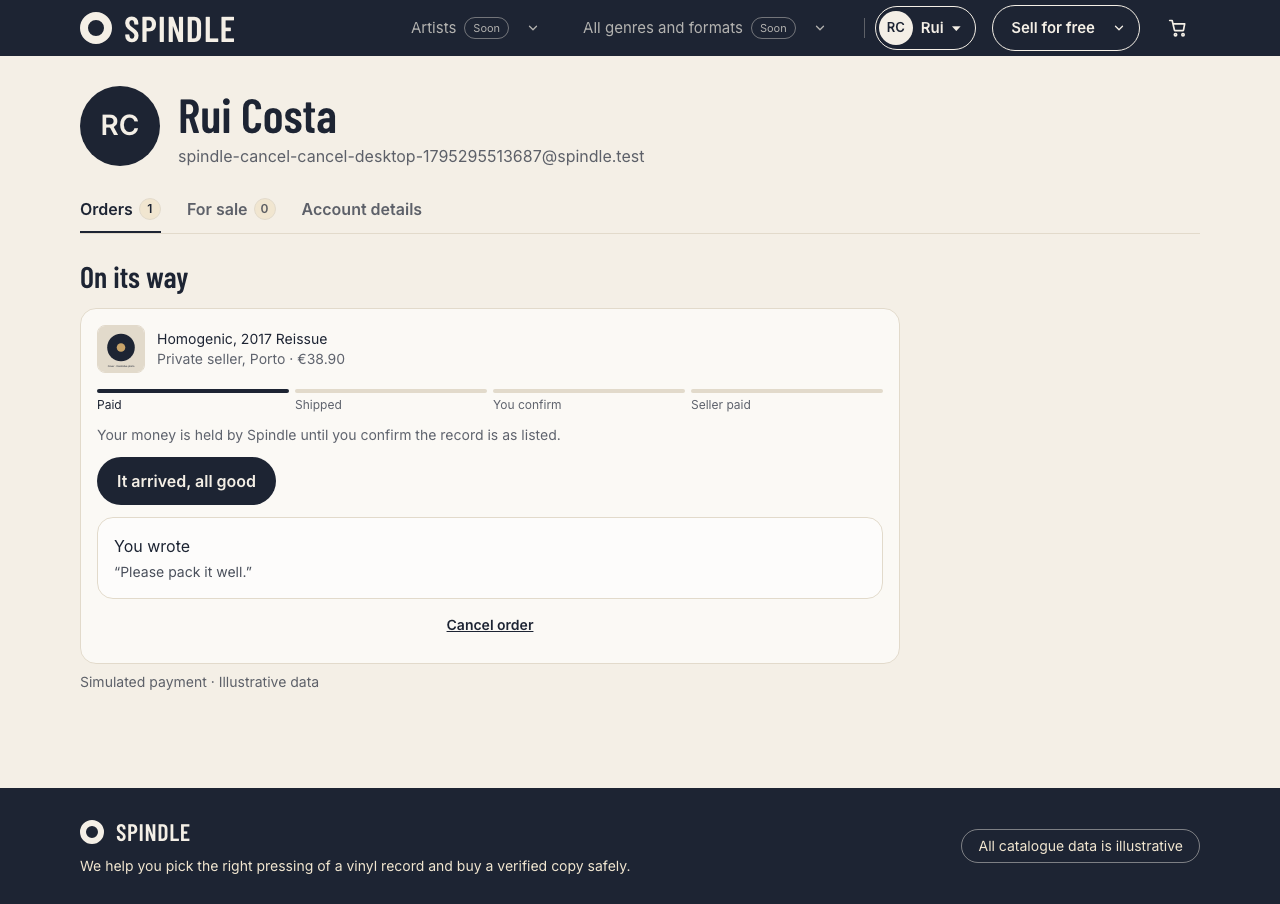 SPINDLE
Artists Soon
All genres and formats Soon
RC Rui
Sell for free
RC
Rui Costa
spindle-cancel-cancel-desktop-1795295513687@spindle.test
Orders 1
For sale 0
Account details
On its way
Homogenic, 2017 Reissue
Private seller, Porto · €38.90
Paid
Shipped
You confirm
Seller paid
Your money is held by Spindle until you confirm the record is as listed.
It arrived, all good
You wrote
“Please pack it well.”
Cancel order
Simulated payment · Illustrative data
SPINDLE
We help you pick the right pressing of a vinyl record and buy a verified copy safely.
All catalogue data is illustrative